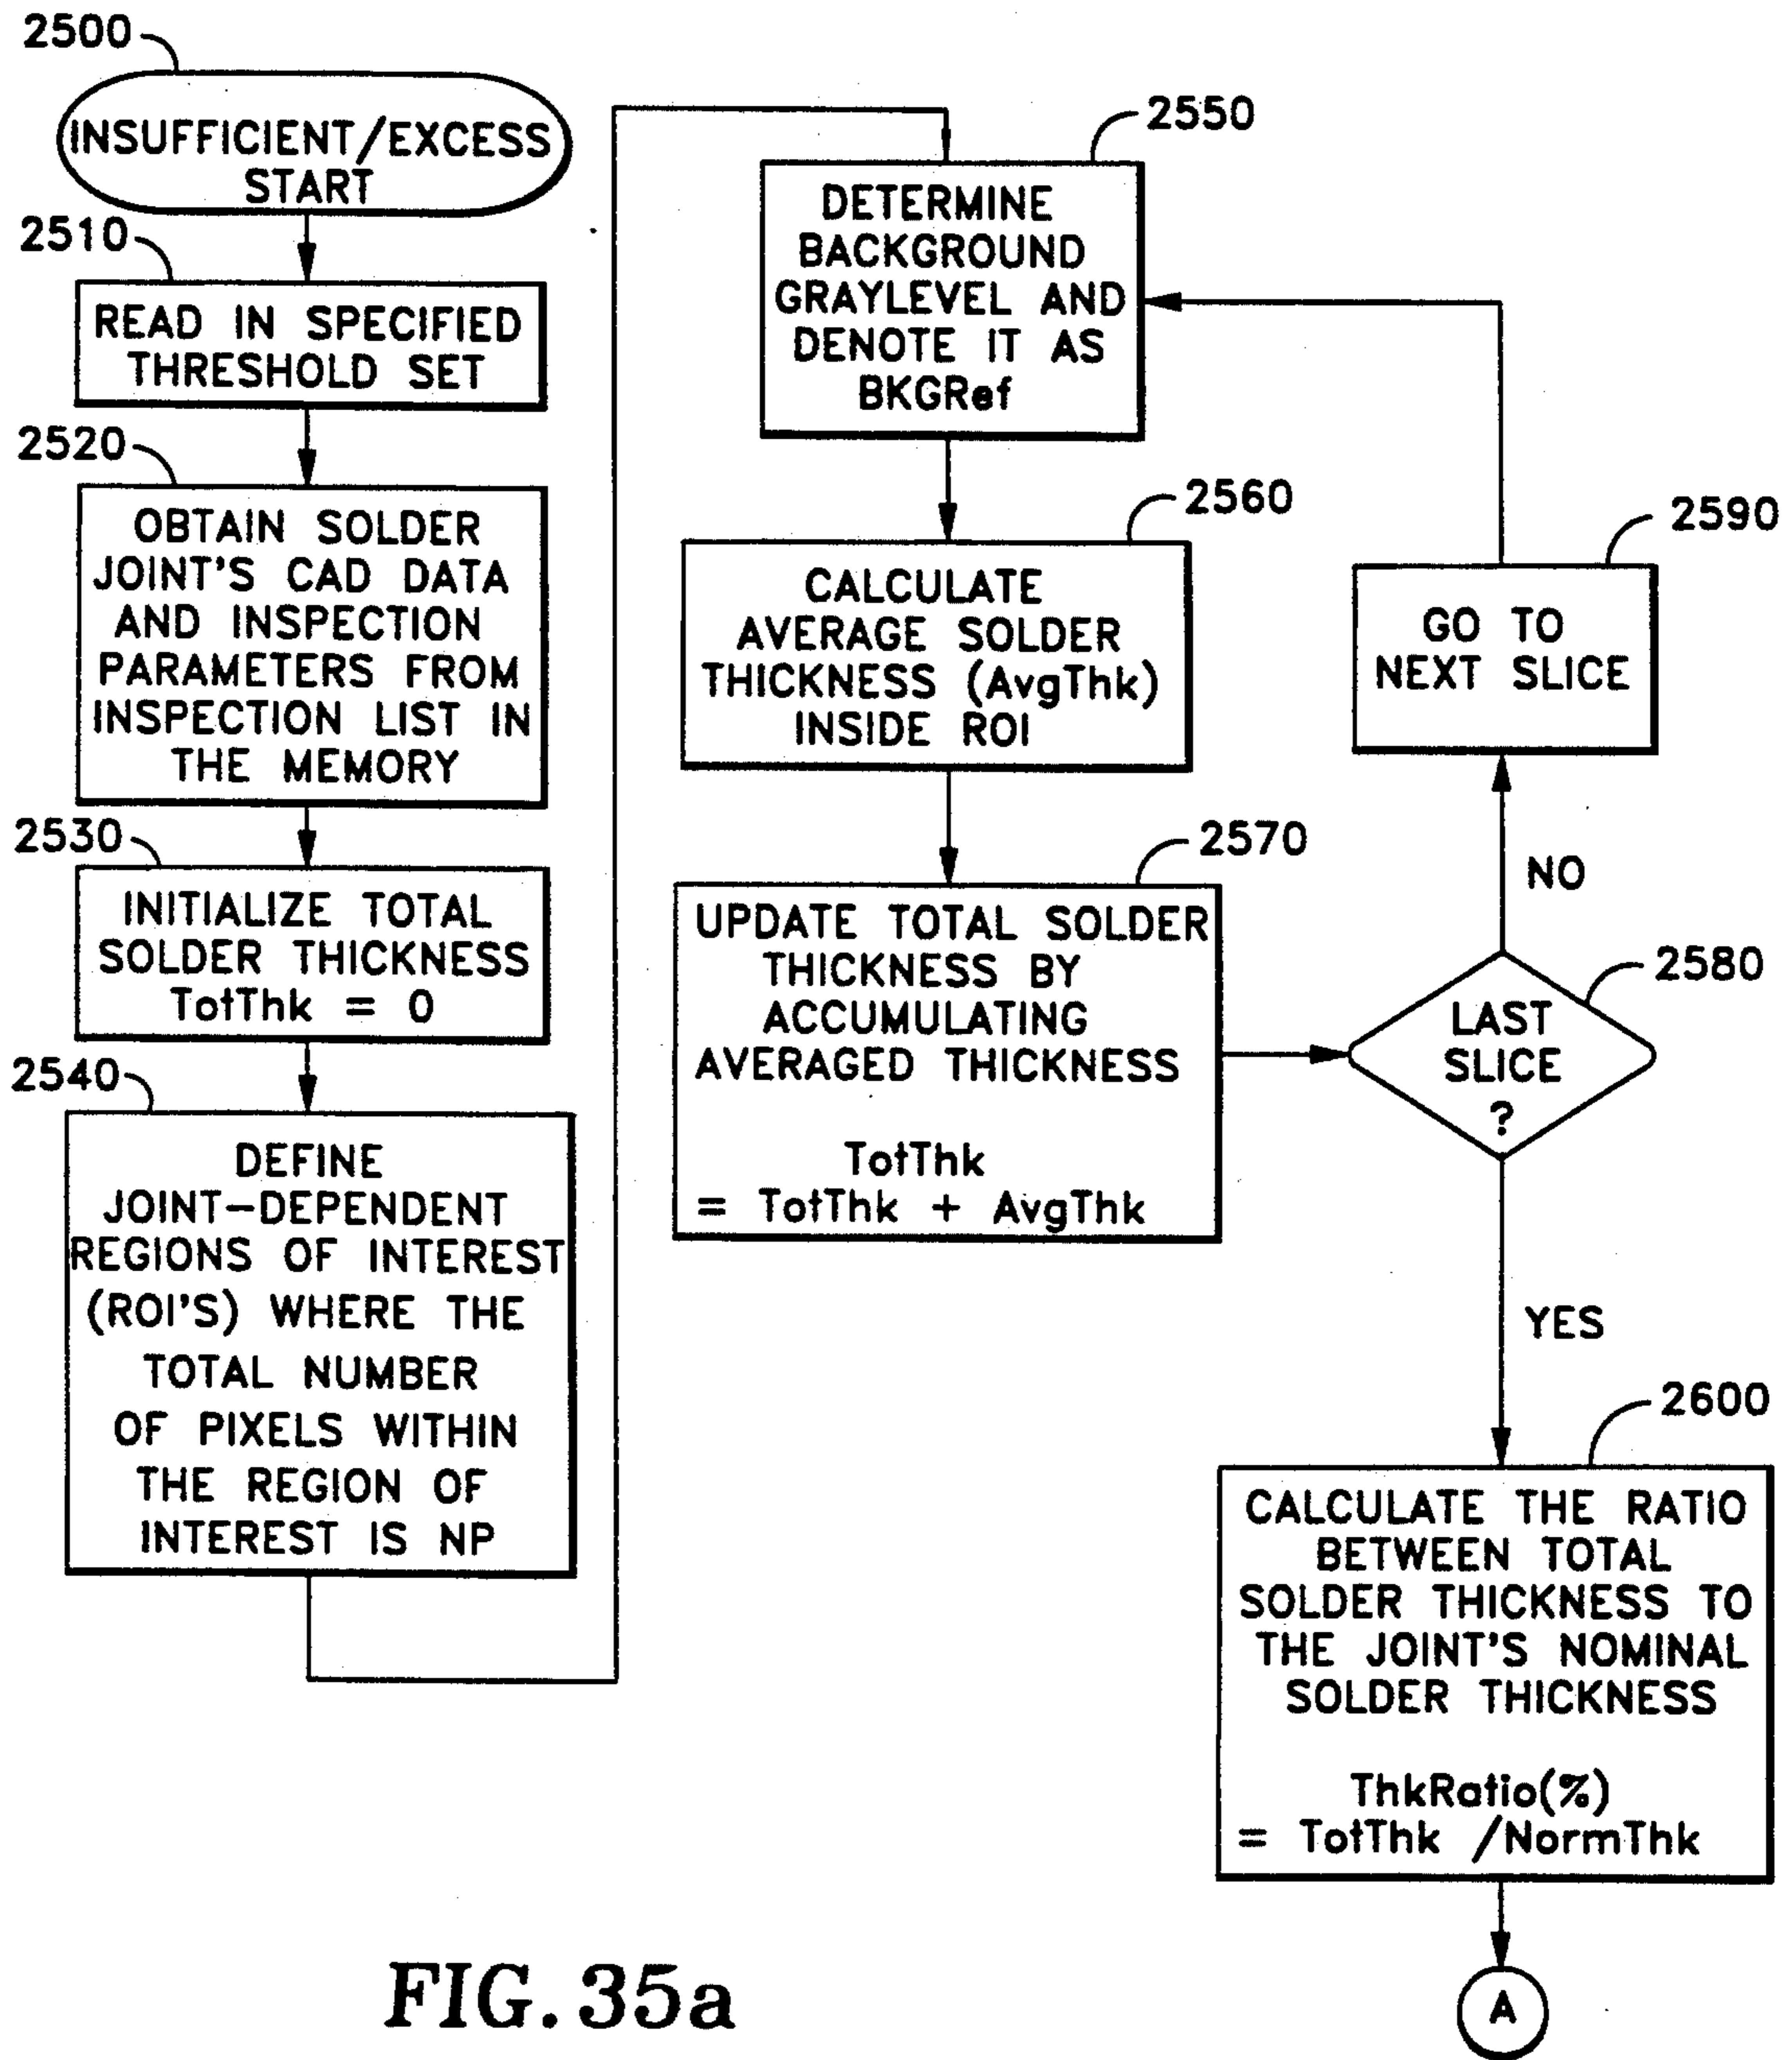 2500
INSUFFICIENT/EXCESS
START
2510
READ IN SPECIFIED
THRESHOLD SET
2520
OBTAIN SOLDER
JOINT'S CAD DATA
AND INSPECTION
PARAMETERS FROM
INSPECTION LIST IN
THE MEMORY
2530
INITIALIZE TOTAL
SOLDER THICKNESS
TotThk = 0
2540
DEFINE
JOINT-DEPENDENT
REGIONS OF INTEREST
(ROI'S) WHERE THE
TOTAL NUMBER
OF PIXELS WITHIN
THE REGION OF
INTEREST IS NP
2550
DETERMINE
BACKGROUND
GRAYLEVEL AND
DENOTE IT AS
BKGRef
2560
CALCULATE
AVERAGE SOLDER
THICKNESS (AvgThk)
INSIDE ROI
2570
UPDATE TOTAL SOLDER
THICKNESS BY
ACCUMULATING
AVERAGED THICKNESS
TotThk
= TotThk + AvgThk
2580
LAST
SLICE
?
NO
2590
GO TO
NEXT SLICE
YES
2600
CALCULATE THE RATIO
BETWEEN TOTAL
SOLDER THICKNESS TO
THE JOINT'S NOMINAL
SOLDER THICKNESS
ThkRatio(%)
= TotThk /NormThk
A
FIG. 35a